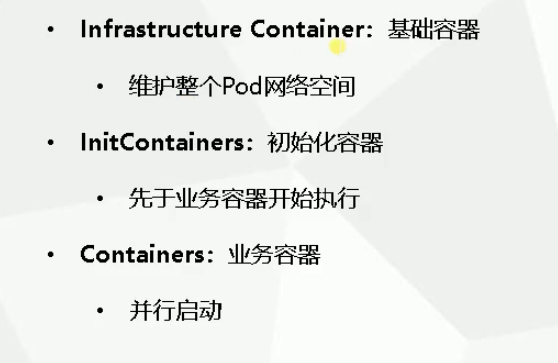 • Infrastructure Container：基础容器
• 维护整个Pod网络空间
• InitContainers：初始化容器
• 先于业务容器开始执行
• Containers：业务容器
• 并行启动